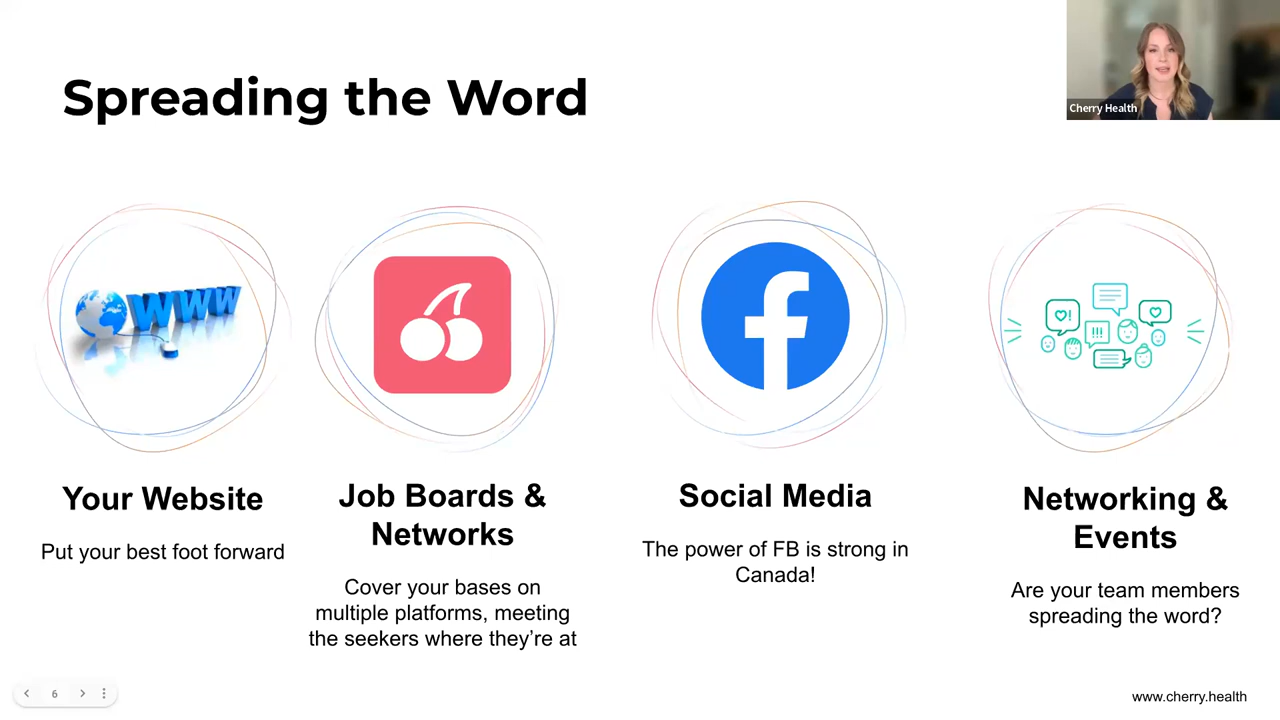 Spreading the Word
Cherry Health
WWW
Your Website
Put your best foot forward
Job Boards &
Networks
Cover your bases on
multiple platforms, meeting
the seekers where they’re at
Social Media
The power of FB is strong in
Canada!
Networking &
Events
Are your team members
spreading the word?
6
www.cherry.health